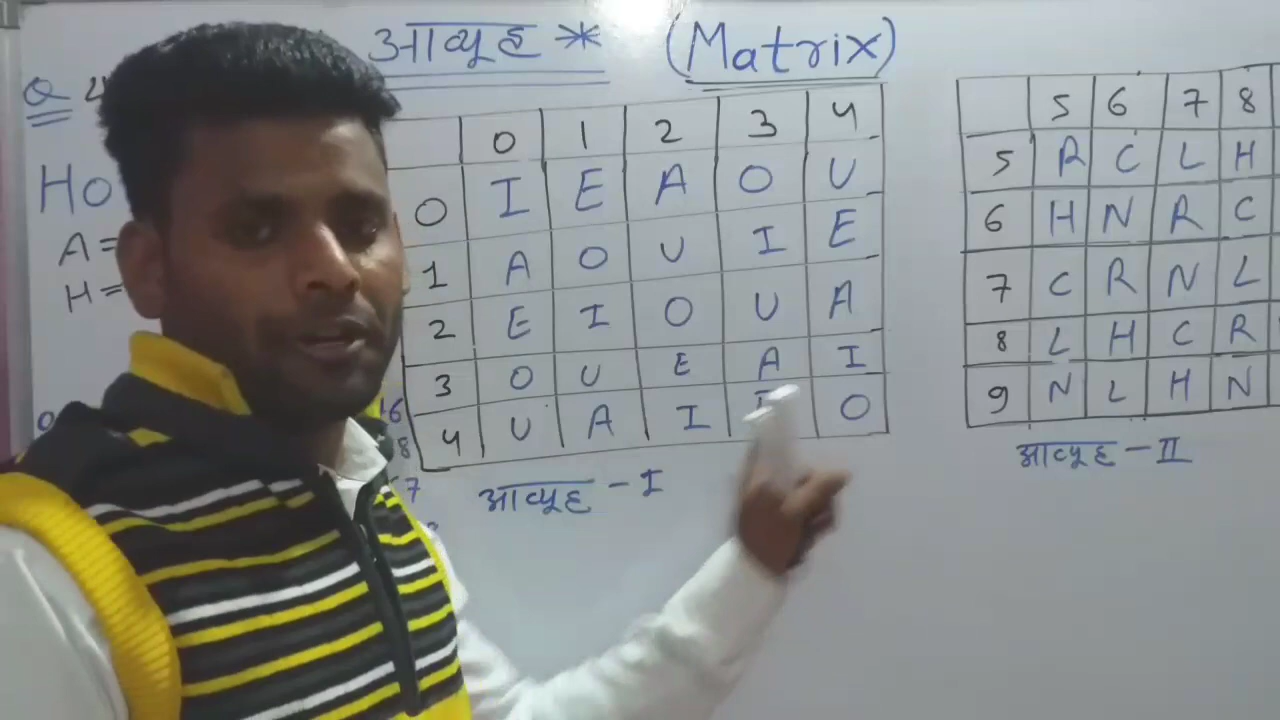 आव्यूह * (Matrix)
Q 4
Ho
A =
H =
0 1 2 3 4
0 I E A O U
1 A O U I E
2 E I O U A
3 O U E A I
4 U A I O
आव्यूह - I
5 6 7 8
5 R C L H
6 H N R C
7 C R N L
8 L H C R
9 N L H N
आव्यूह - II